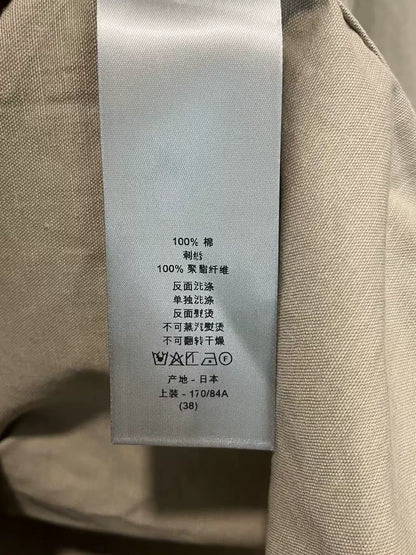 100% 棉
刺绣
100% 聚酯纤维
反面洗涤
单独洗涤
反面熨烫
不可蒸汽熨烫
不可翻转干燥
产地 - 日本
上装 - 170/84A
(38)